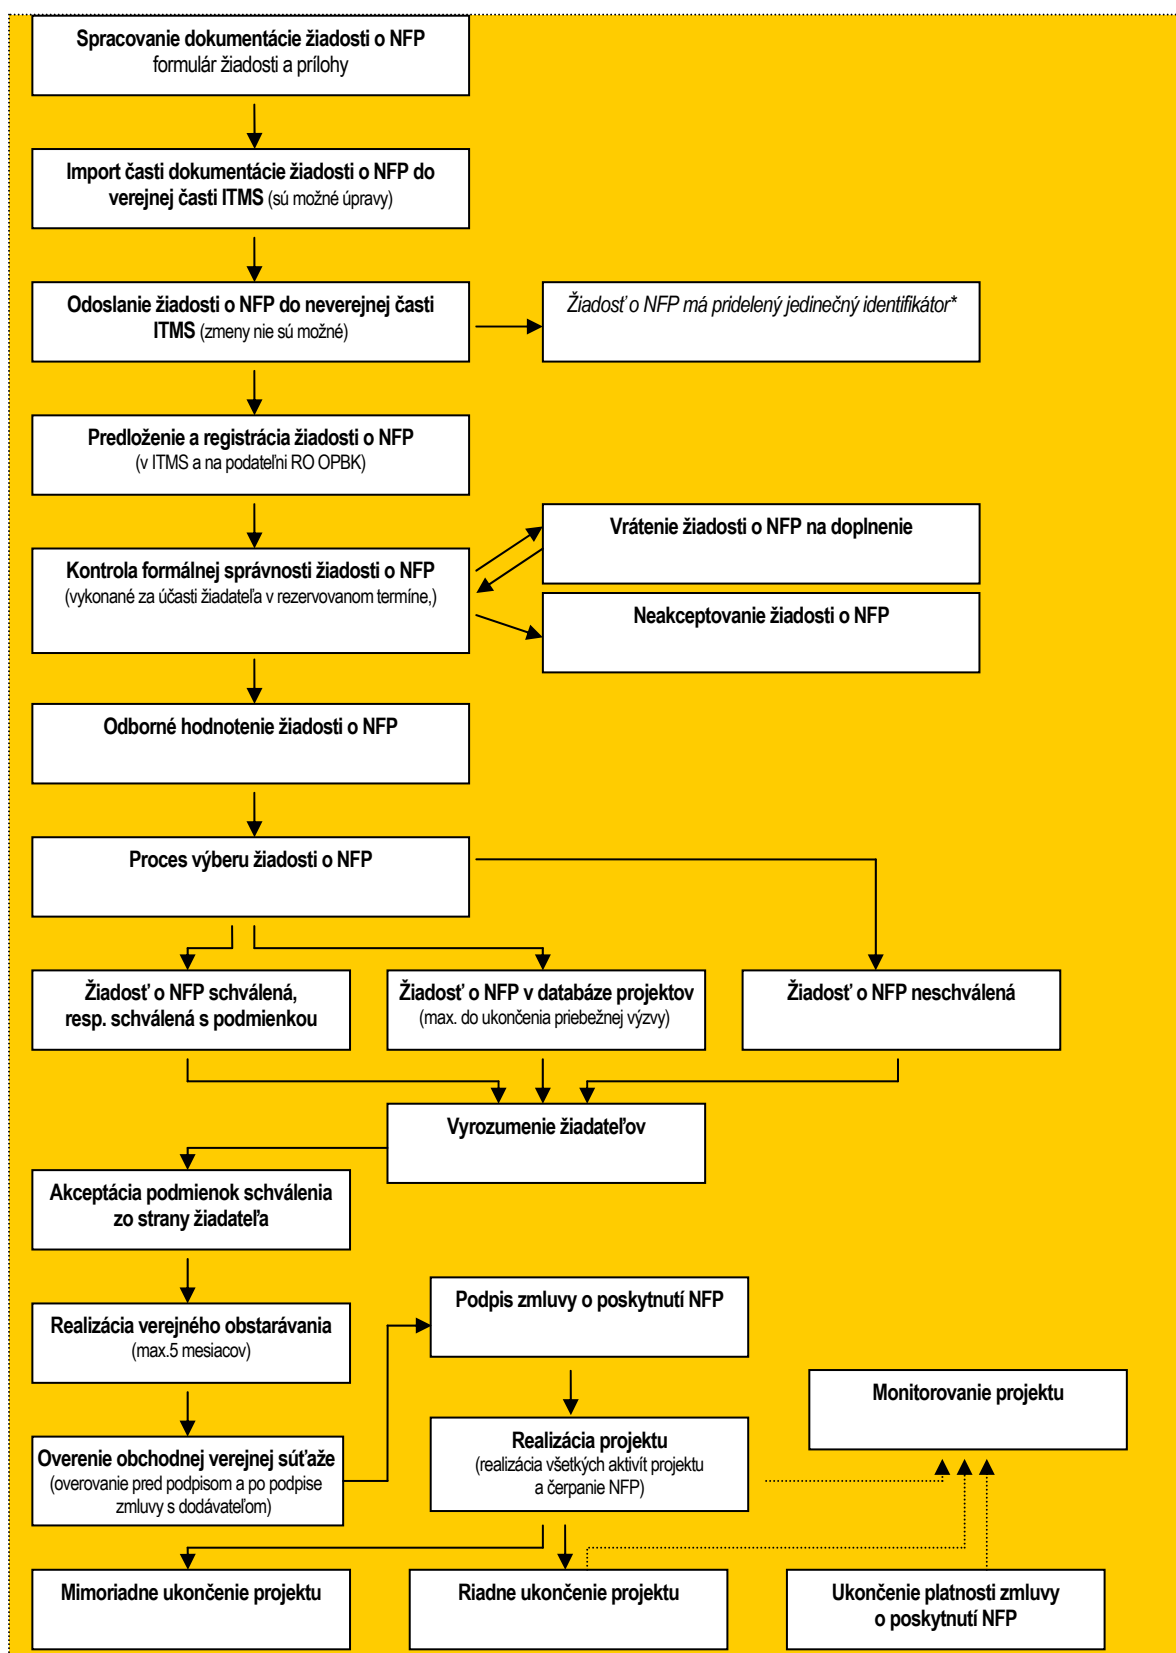 Spracovanie dokumentácie žiadosti o NFP
formulár žiadosti a prílohy
Import časti dokumentácie žiadosti o NFP do
verejnej časti ITMS (sú možné úpravy)
Odoslanie žiadosti o NFP do neverejnej časti
ITMS (zmeny nie sú možné)
Žiadosť o NFP má pridelený jedinečný identifikátor*
Predloženie a registrácia žiadosti o NFP
(v ITMS a na podateľni RO OPBK)
Vrátenie žiadosti o NFP na doplnenie
Kontrola formálnej správnosti žiadosti o NFP
(vykonané za účasti žiadateľa v rezervovanom termíne,)
Neakceptovanie žiadosti o NFP
Odborné hodnotenie žiadosti o NFP
Proces výberu žiadosti o NFP
Žiadosť o NFP schválená,
resp. schválená s podmienkou
Žiadosť o NFP v databáze projektov
(max. do ukončenia priebežnej výzvy)
Žiadosť o NFP neschválená
Vyrozumenie žiadateľov
Akceptácia podmienok schválenia
zo strany žiadateľa
Podpis zmluvy o poskytnutí NFP
Realizácia verejného obstarávania
(max.5 mesiacov)
Monitorovanie projektu
Realizácia projektu
(realizácia všetkých aktivít projektu
a čerpanie NFP)
Overenie obchodnej verejnej súťaže
(overovanie pred podpisom a po podpise
zmluvy s dodávateľom)
Mimoriadne ukončenie projektu
Riadne ukončenie projektu
Ukončenie platnosti zmluvy
o poskytnutí NFP